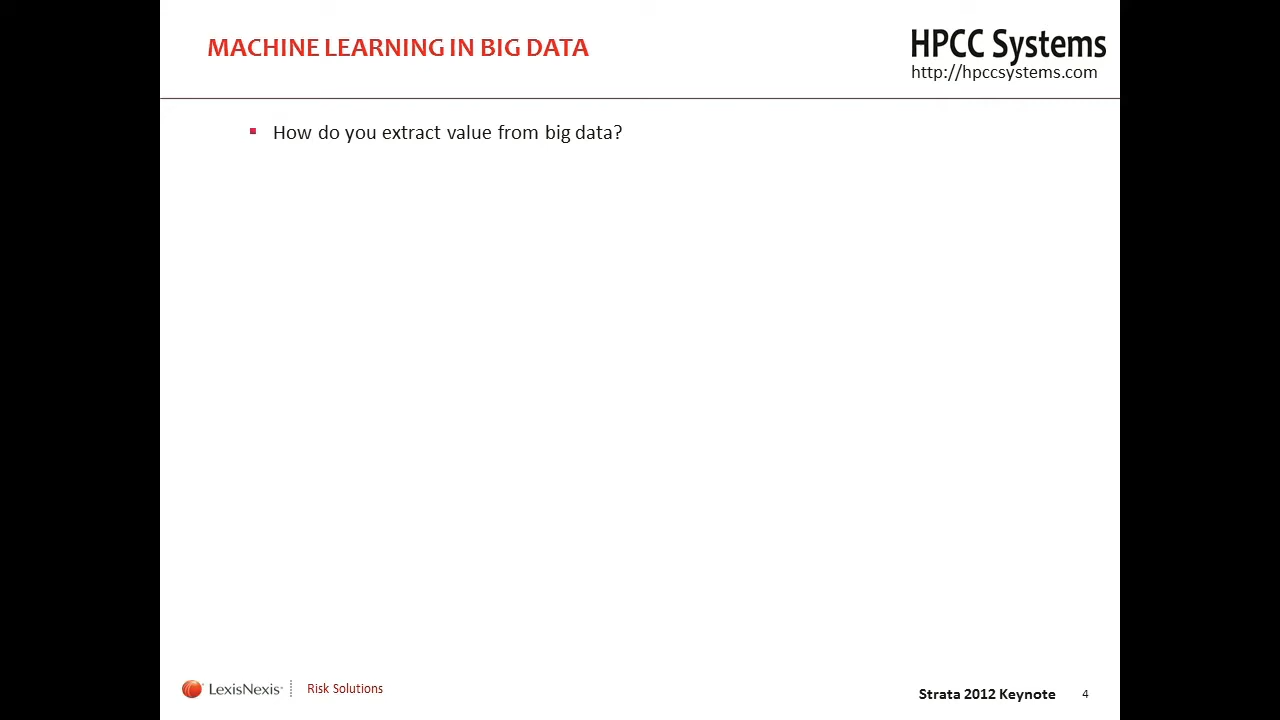 MACHINE LEARNING IN BIG DATA
HPCC Systems
http://hpccsystems.com
How do you extract value from big data?
LexisNexis
Risk Solutions
Strata 2012 Keynote
4